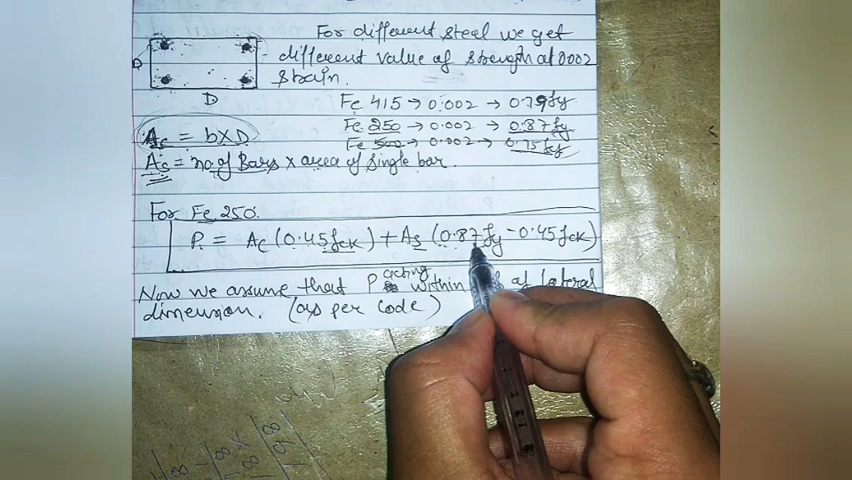 For different steel we get
different value of strength at 0.002
strain.
D
D
Fe 415 → 0.002 → 0.79fy
Fe 250 → 0.002 → 0.87fy
Fe 500 → 0.002 → 0.75fy
Ac = b×D
As = no of Bars × area of single bar.
For Fe 250.
P = Ac (0.45fck) + As (0.87fy - 0.45fck)
Now we assume that P acting within of lateral
dimension. (as per code)